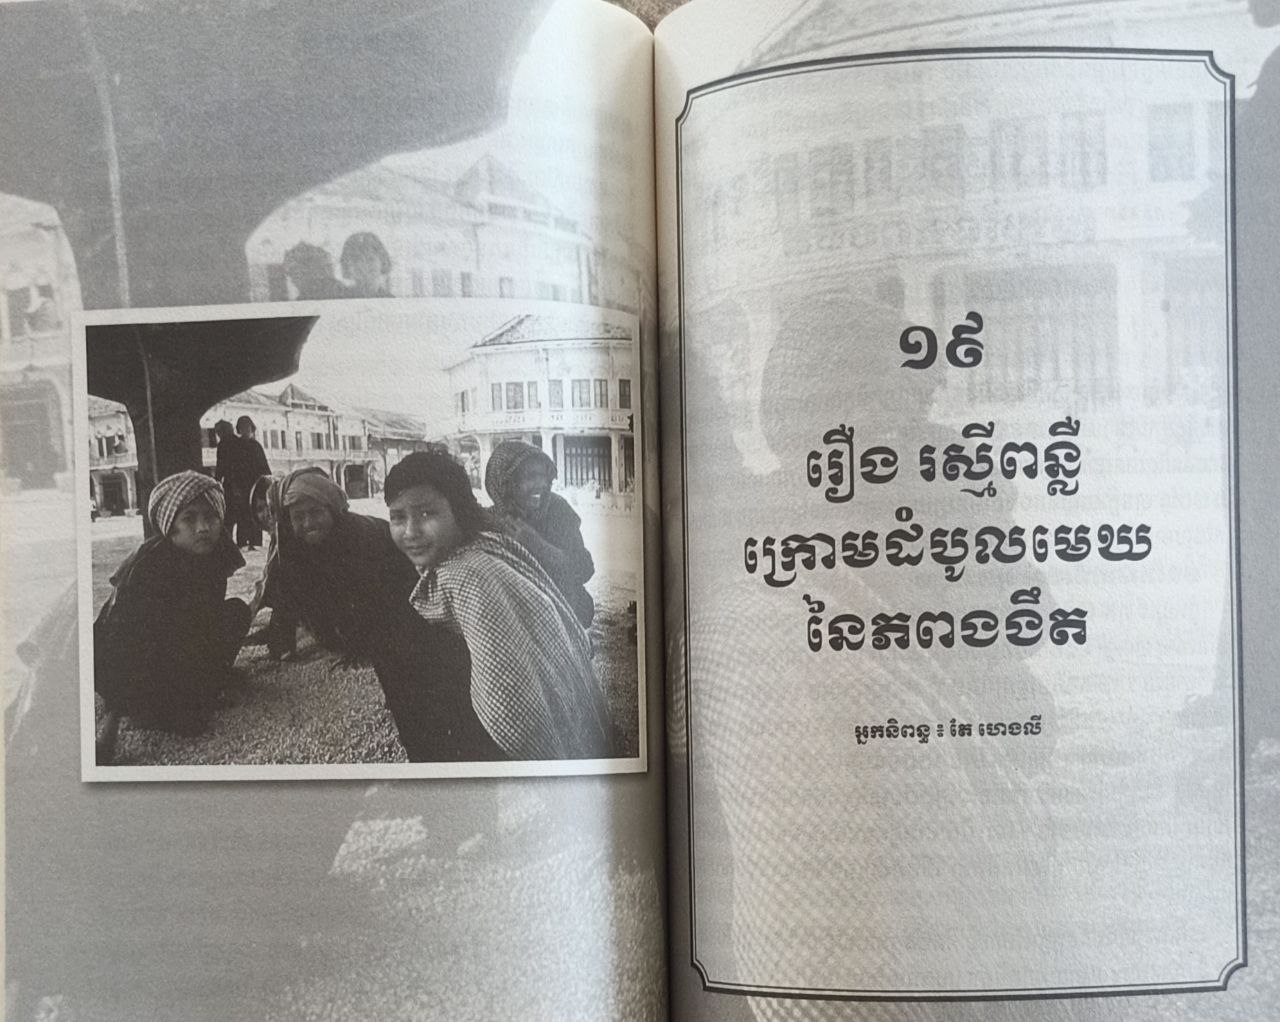 ១៩
រឿង រស្មីពន្លឺ
ក្រោមដំបូលមេឃ
នៃភពងងឹត
អ្នកនិពន្ធ ៖ តែ ហេងលី